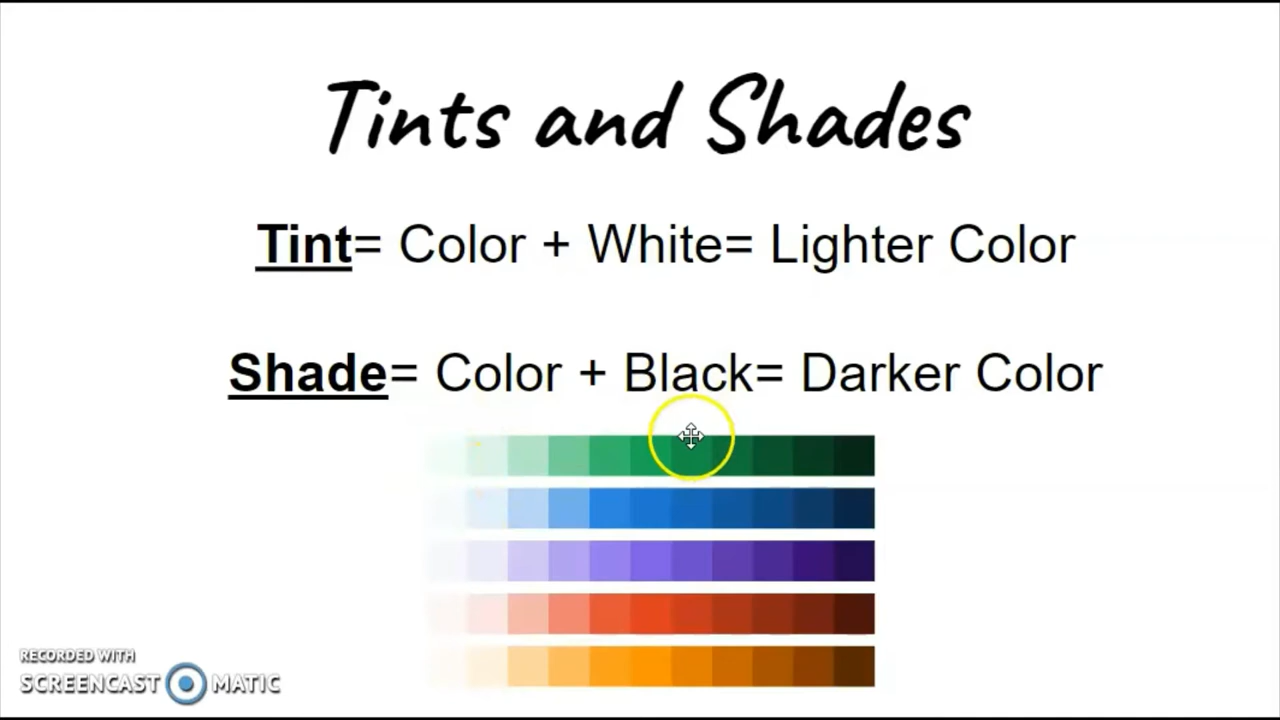 Tints and Shades
Tint= Color + White= Lighter Color
Shade= Color + Black= Darker Color
RECORDED WITH
SCREENCAST MATIC